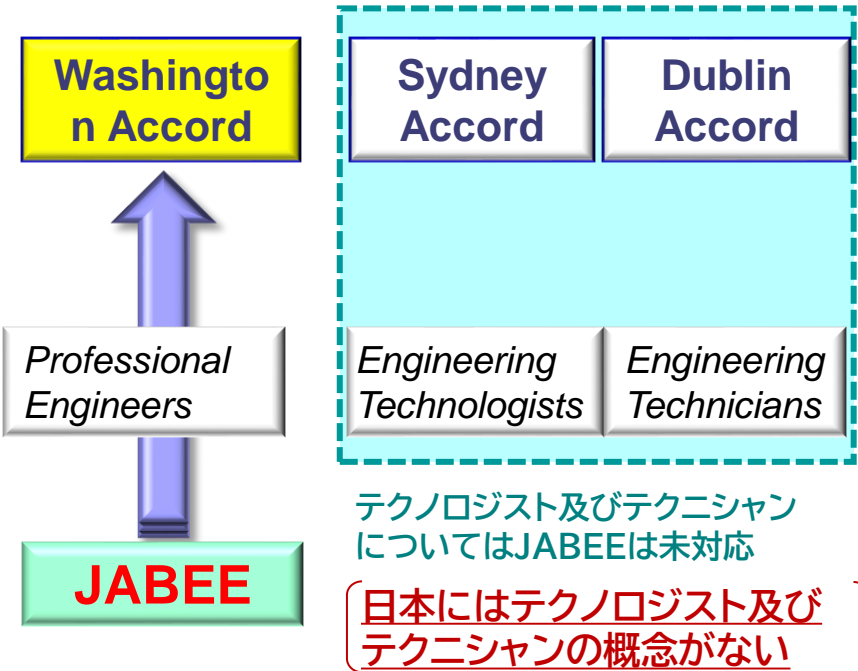 Washingto
n Accord
Sydney
Accord
Dublin
Accord
Professional
Engineers
Engineering
Technologists
Engineering
Technicians
テクノロジスト及びテクニシャン
についてはJABEEは未対応
JABEE
日本にはテクノロジスト及び
テクニシャンの概念がない